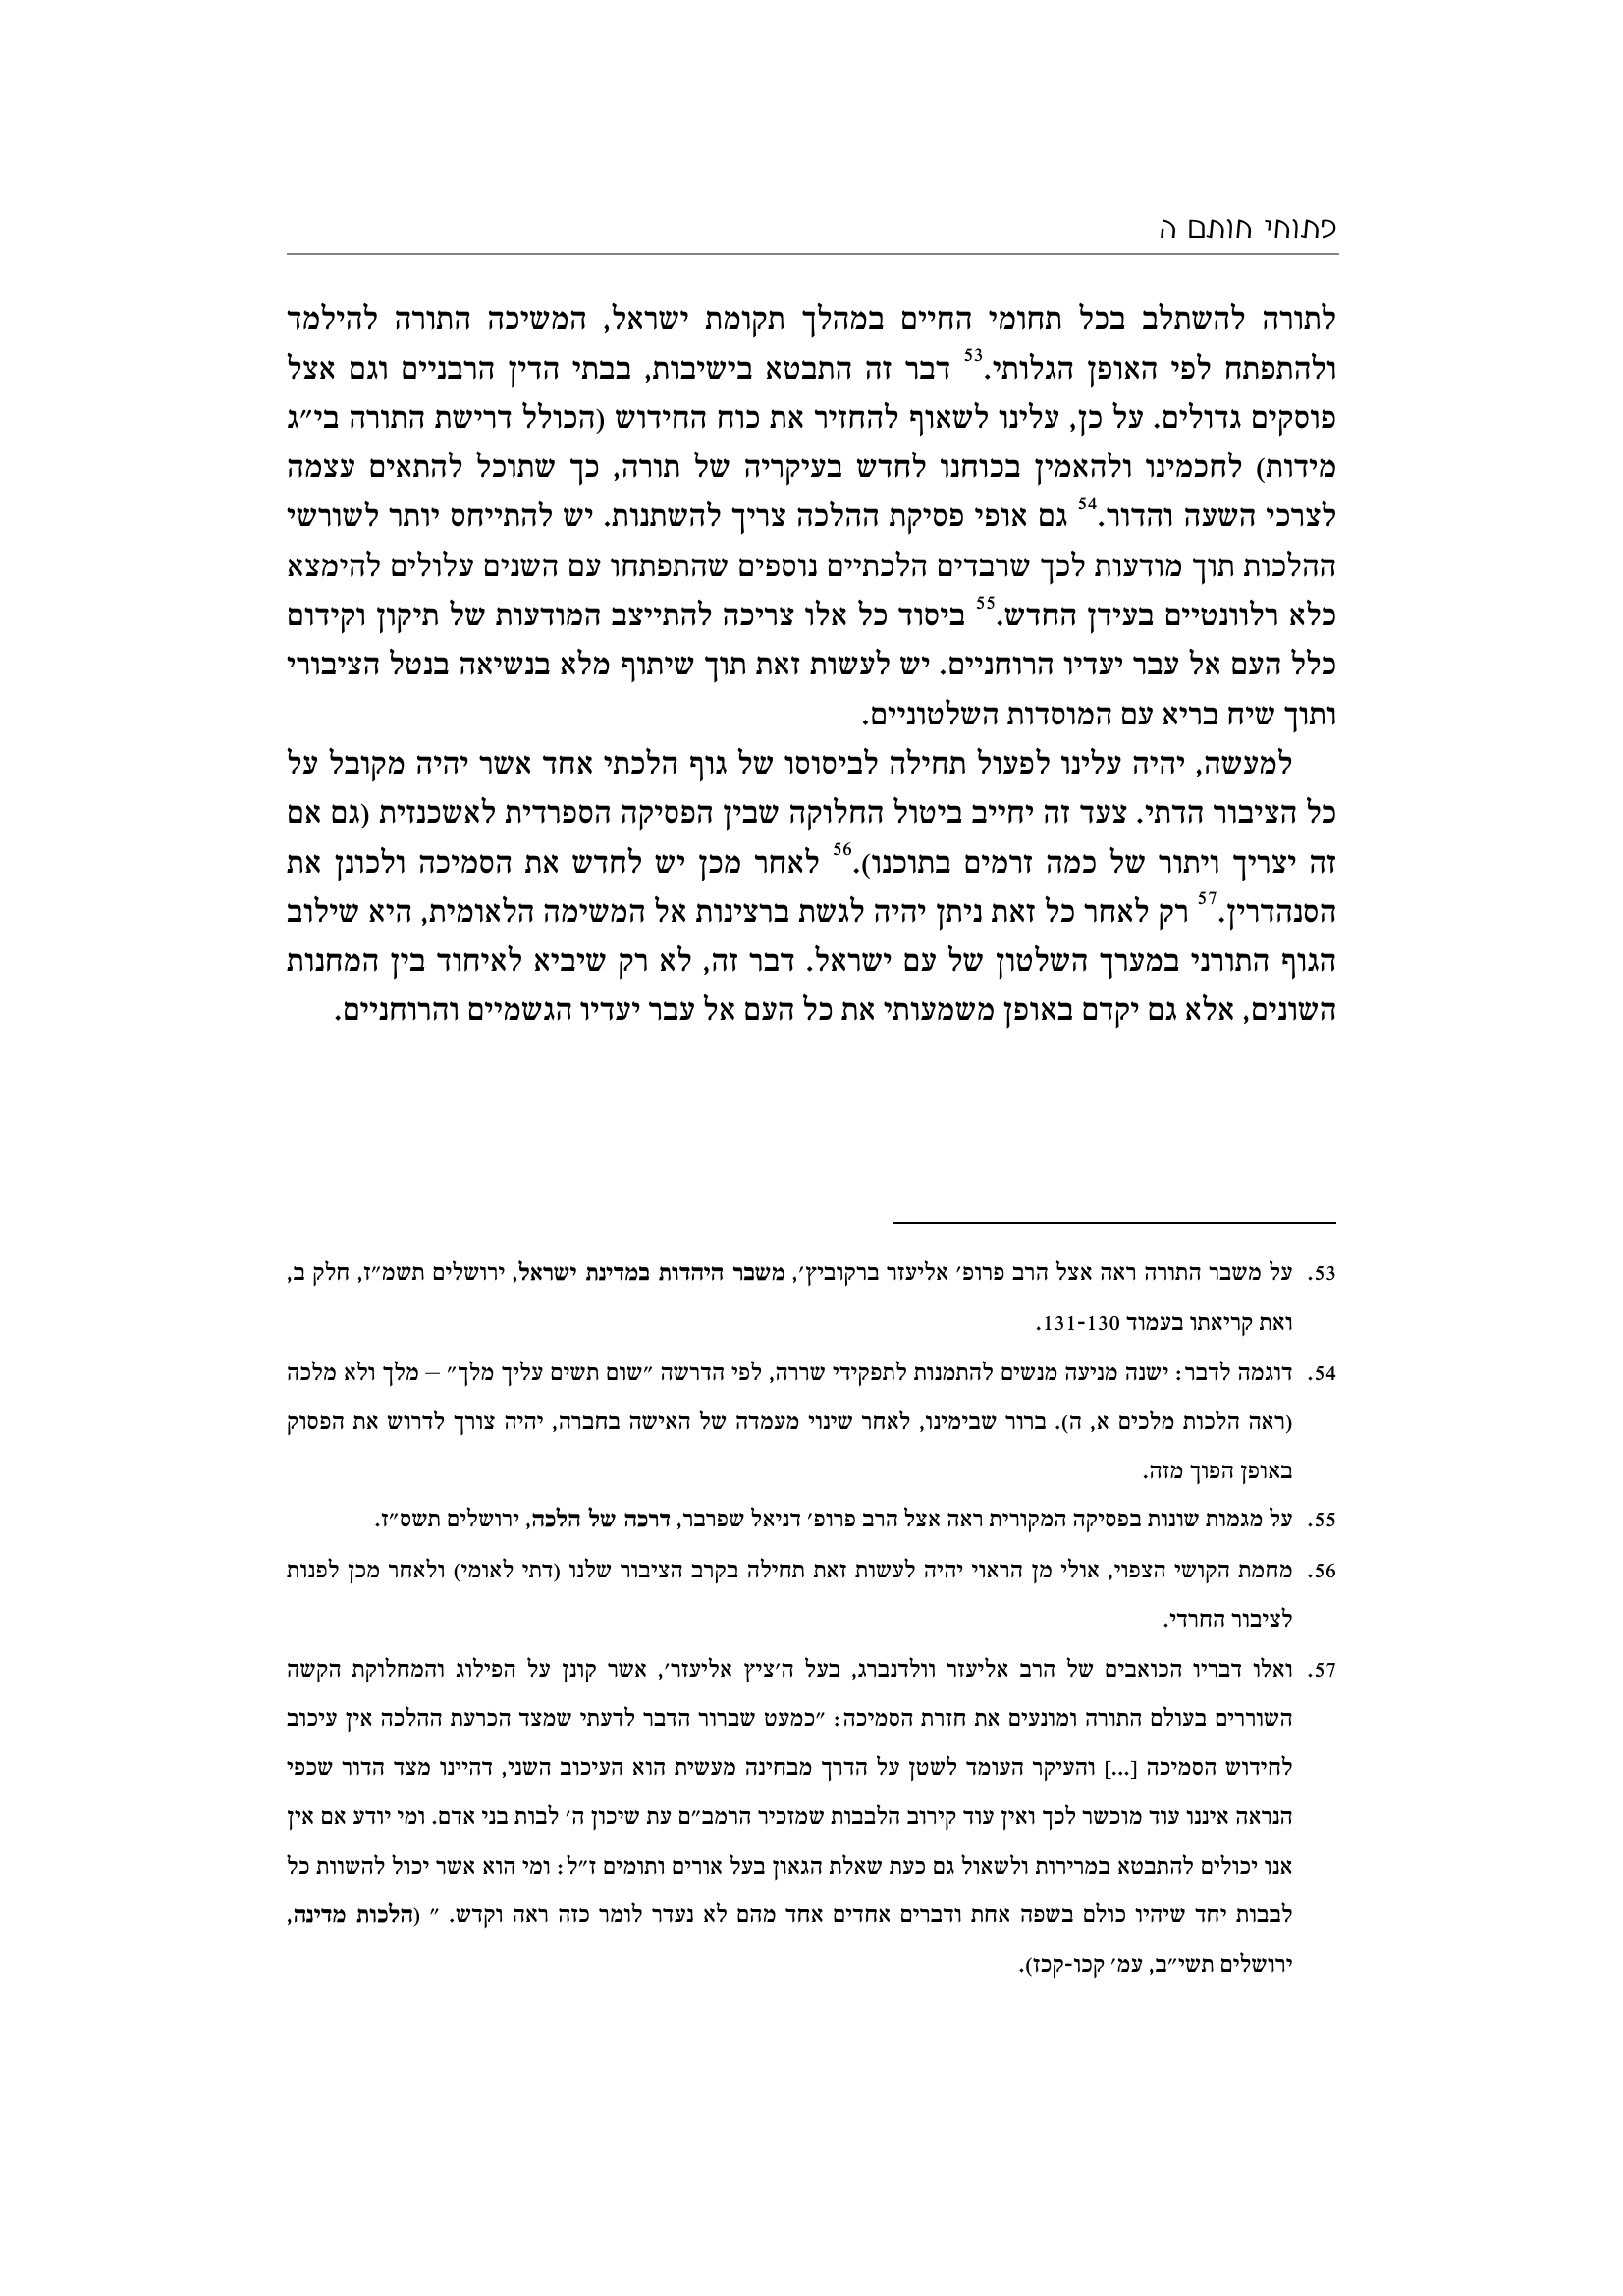 פתוחי חותם ה
לתורה להשתלב בכל תחומי החיים במהלך תקומת ישראל, המשיכה התורה להילמד
ולהתפתח לפי האופן הגלותי.53 דבר זה התבטא בישיבות, בבתי הדין הרבניים וגם אצל
פוסקים גדולים. על כן, עלינו לשאוף להחזיר את כוח החידוש (הכולל דרישת התורה בי״ג
מידות) לחכמינו ולהאמין בכוחנו לחדש בעיקריה של תורה, כך שתוכל להתאים עצמה
לצרכי השעה והדור.54 גם אופי פסיקת ההלכה צריך להשתנות. יש להתייחס יותר לשורשי
ההלכות תוך מודעות לכך שרבדים הלכתיים נוספים שהתפתחו עם השנים עלולים להימצא
כלא רלוונטיים בעידן החדש.55 ביסוד כל אלו צריכה להתייצב המודעות של תיקון וקידום
כלל העם אל עבר יעדיו הרוחניים. יש לעשות זאת תוך שיתוף מלא בנשיאה בנטל הציבורי
ותוך שיח בריא עם המוסדות השלטוניים.
למעשה, יהיה עלינו לפעול תחילה לביסוסו של גוף הלכתי אחד אשר יהיה מקובל על
כל הציבור הדתי. צעד זה יחייב ביטול החלוקה שבין הפסיקה הספרדית לאשכנזית (גם אם
זה יצריך ויתור של כמה זרמים בתוכנו).56 לאחר מכן יש לחדש את הסמיכה ולכונן את
הסנהדרין.57 רק לאחר כל זאת ניתן יהיה לגשת ברצינות אל המשימה הלאומית, היא שילוב
הגוף התורני במערך השלטון של עם ישראל. דבר זה, לא רק שיביא לאיחוד בין המחנות
השונים, אלא גם יקדם באופן משמעותי את כל העם אל עבר יעדיו הגשמיים והרוחניים.
53. על משבר התורה ראה אצל הרב פרופ׳ אליעזר ברקוביץ׳, משבר היהדות במדינת ישראל, ירושלים תשמ״ז, חלק ב,
ואת קריאתו בעמוד 131-130.
54. דוגמה לדבר: ישנה מניעה מנשים להתמנות לתפקידי שררה, לפי הדרשה ״שום תשים עליך מלך״ – מלך ולא מלכה
(ראה הלכות מלכים א, ה). ברור שבימינו, לאחר שינוי מעמדה של האישה בחברה, יהיה צורך לדרוש את הפסוק
באופן הפוך מזה.
55. על מגמות שונות בפסיקה המקורית ראה אצל הרב פרופ׳ דניאל שפרבר, דרכה של הלכה, ירושלים תשס״ז.
56. מחמת הקושי הצפוי, אולי מן הראוי יהיה לעשות זאת תחילה בקרב הציבור שלנו (דתי לאומי) ולאחר מכן לפנות
לציבור החרדי.
57. ואלו דבריו הכואבים של הרב אליעזר וולדנברג, בעל ה׳ציץ אליעזר׳, אשר קונן על הפילוג והמחלוקת הקשה
השוררים בעולם התורה ומונעים את חזרת הסמיכה: ״כמעט שברור הדבר לדעתי שמצד הכרעת ההלכה אין עיכוב
לחידוש הסמיכה [...] והעיקר העומד לשטן על הדרך מבחינה מעשית הוא העיכוב השני, דהיינו מצד הדור שכפי
הנראה איננו עוד מוכשר לכך ואין עוד קירוב הלבבות שמזכיר הרמב״ם עת שיכון ה׳ לבות בני אדם. ומי יודע אם אין
אנו יכולים להתבטא במרירות ולשאול גם כעת שאלת הגאון בעל אורים ותומים ז״ל: ומי הוא אשר יכול להשוות כל
לבבות יחד שיהיו כולם בשפה אחת ודברים אחדים אחד מהם לא נעדר לומר כזה ראה וקדש. ״ (הלכות מדינה,
ירושלים תשי״ב, עמ׳ קכו-קכז).